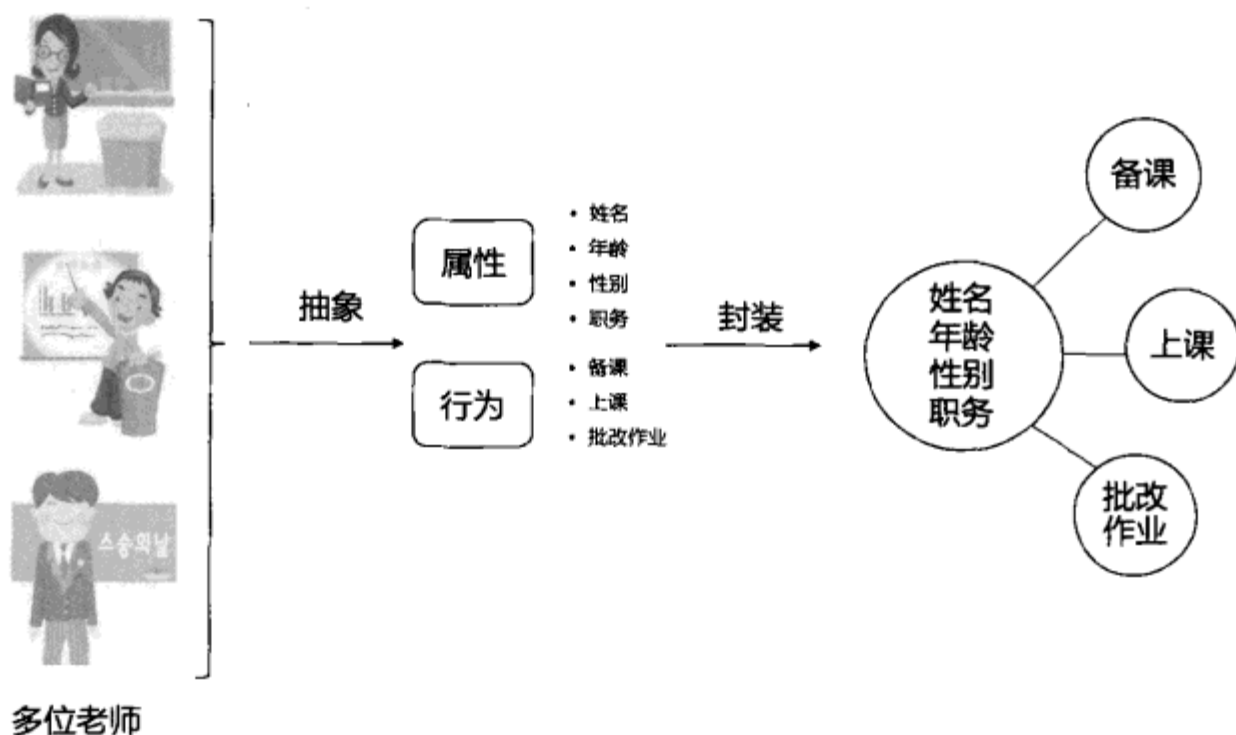 스승의날
多位老师
抽象
属性
行为
• 姓名
• 年龄
• 性别
• 职务
• 备课
• 上课
• 批改作业
封装
姓名
年龄
性别
职务
备课
上课
批改
作业